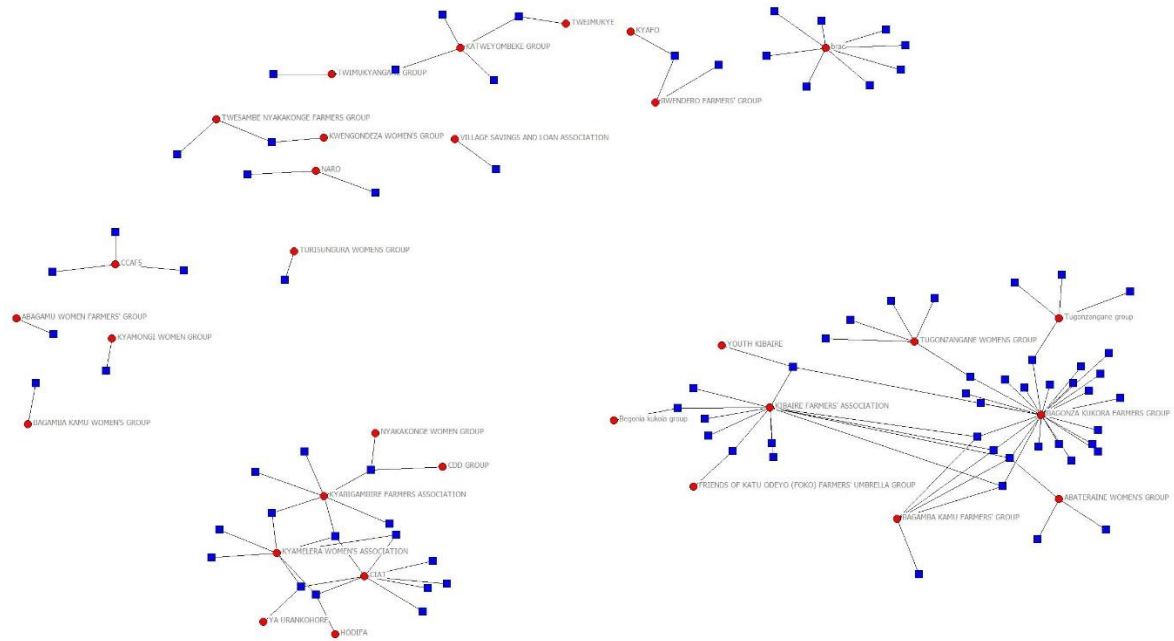 TWEIMUKYE
KYAFO
KATWEYOMBEKE GROUP
brac
TWIMUKYANGANE GROUP
BWENDERO FARMERS' GROUP
TWESAMBE NYAKAKONGE FARMERS GROUP
KWENGONDEZA WOMEN'S GROUP
VILLAGE SAVINGS AND LOAN ASSOCIATION
NARO
TURISUNGURA WOMENS GROUP
CCAFS
ABAGAMU WOMEN FARMERS' GROUP
Tugonzangane group
KYAMONGI WOMEN GROUP
YOUTH KIBAIRE
TUGONZANGANE WOMENS GROUP
KIBAIRE FARMERS' ASSOCIATION
BAGONZA KUKORA FARMERS GROUP
Begonia kukola group
BAGAMBA KAMU WOMEN'S GROUP
NYAKAKONGE WOMEN GROUP
CDD GROUP
FRIENDS OF KATU ODEYO (FOKO) FARMERS' UMBRELLA GROUP
KYABIGAMBIRE FARMERS ASSOCIATION
ABATERAINE WOMEN'S GROUP
BAGAMBA KAMU FARMERS' GROUP
KYAMELERA WOMEN'S ASSOCIATION
CIAT
YA URANKOHORE
HODIFA